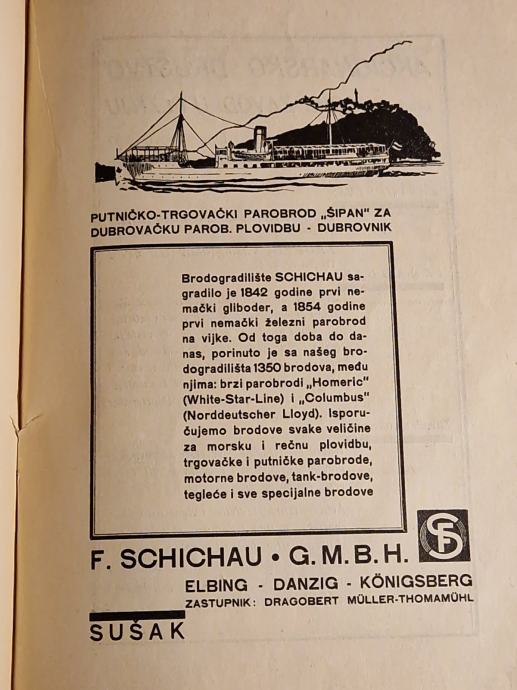 PUTNIČKO-TRGOVAČKI PAROBROD „ŠIPAN" ZA
DUBROVAČKU PAROB. PLOVIDBU - DUBROVNIK
Brodogradilište SCHICHAU sa-
gradilo je 1842 godine prvi ne-
mački gliboder, a 1854 godine
prvi nemački železni parobrod
na vijke. Od toga doba do da-
nas, porinuto je sa našeg bro-
dogradilišta 1350 brodova, među
njima: brzi parobrodi „Homeric"
(White-Star-Line) i „Columbus"
(Norddeutscher Lloyd). Isporu-
čujemo brodove svake veličine
za morsku i rečnu plovidbu,
trgovačke i putničke parobrode,
motorne brodove, tank-brodove,
tegleće i sve specijalne brodove
F. SCHICHAU • G.M.B.H.
SF
ELBING - DANZIG - KÖNIGSBERG
ZASTUPNIK: DRAGOBERT MÜLLER-THOMAMÜHL
SUŠAK